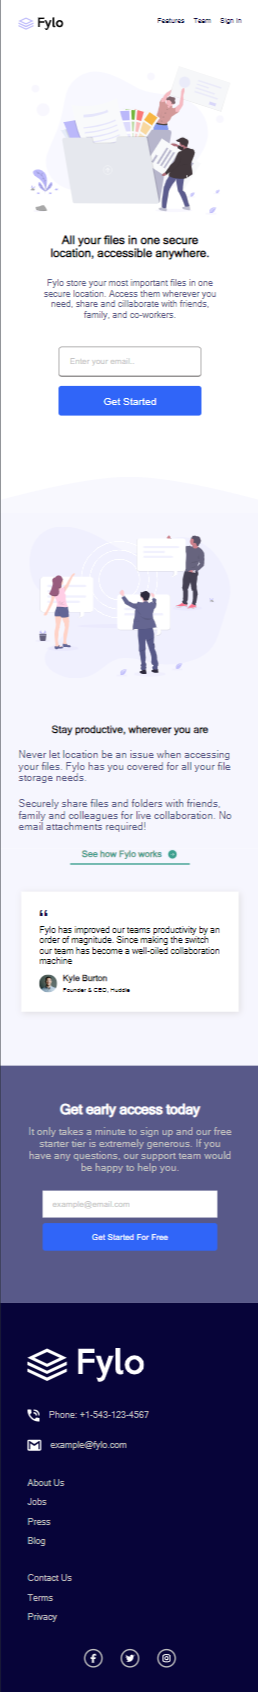 Fylo
Features Team Sign In
All your files in one secure
location, accessible anywhere.
Fylo store your most important files in one
secure location. Access them wherever you
need, share and collaborate with friends,
family, and co-workers.
Enter your email..
Get Started
Stay productive, wherever you are
Never let location be an issue when accessing
your files. Fylo has you covered for all your file
storage needs.
Securely share files and folders with friends,
family and colleagues for live collaboration. No
email attachments required!
See how Fylo works
“
Fylo has improved our teams productivity by an
order of magnitude. Since making the switch
our team has become a well-oiled collaboration
machine
Kyle Burton
Founder & CEO, Huddle
Get early access today
It only takes a minute to sign up and our free
starter tier is extremely generous. If you
have any questions, our support team would
be happy to help you.
example@email.com
Get Started For Free
Fylo
Phone: +1-543-123-4567
example@fylo.com
About Us
Jobs
Press
Blog
Contact Us
Terms
Privacy